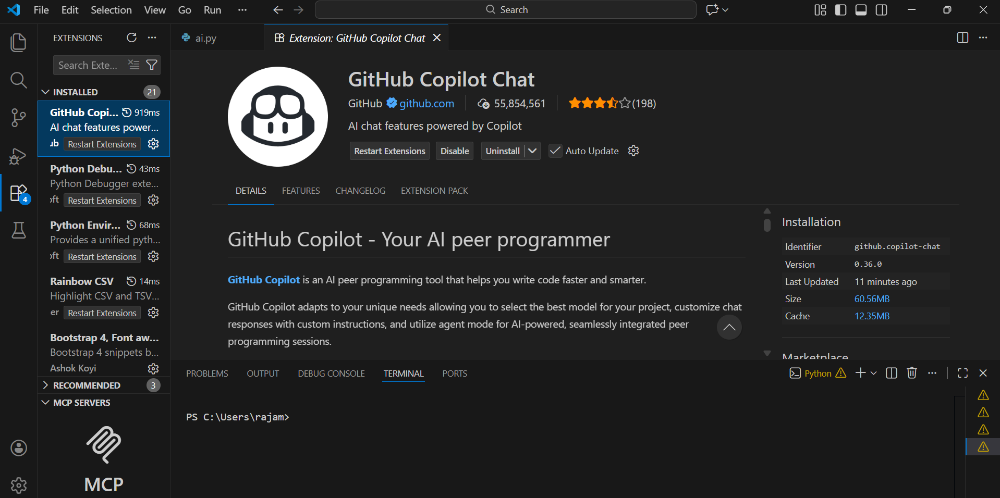 File Edit Selection View Go Run ··· Search
EXTENSIONS
Search Exte...
INSTALLED 21
GitHub Copi... 919ms
AI chat features power...
ub Restart Extensions
Python Debu... 43ms
Python Debugger exte...
oft Restart Extensions
Python Envir... 68ms
Provides a unified pyth...
oft Restart Extensions
Rainbow CSV 14ms
Highlight CSV and TSV...
er Restart Extensions
Bootstrap 4, Font aw...
Bootstrap 4 snippets b...
Ashok Koyi
RECOMMENDED 3
MCP SERVERS
MCP
4
ai.py Extension: GitHub Copilot Chat
GitHub Copilot Chat
GitHub github.com 55,854,561 (198)
AI chat features powered by Copilot
Restart Extensions Disable Uninstall Auto Update
DETAILS FEATURES CHANGELOG EXTENSION PACK
GitHub Copilot - Your AI peer programmer
GitHub Copilot is an AI peer programming tool that helps you write code faster and smarter.
GitHub Copilot adapts to your unique needs allowing you to select the best model for your project, customize chat
responses with custom instructions, and utilize agent mode for AI-powered, seamlessly integrated peer
programming sessions.
Installation
Identifier github.copilot-chat
Version 0.36.0
Last Updated 11 minutes ago
Size 60.56MB
Cache 12.35MB
Marketplace
PROBLEMS OUTPUT DEBUG CONSOLE TERMINAL PORTS Python
PS C:\Users\rajam>